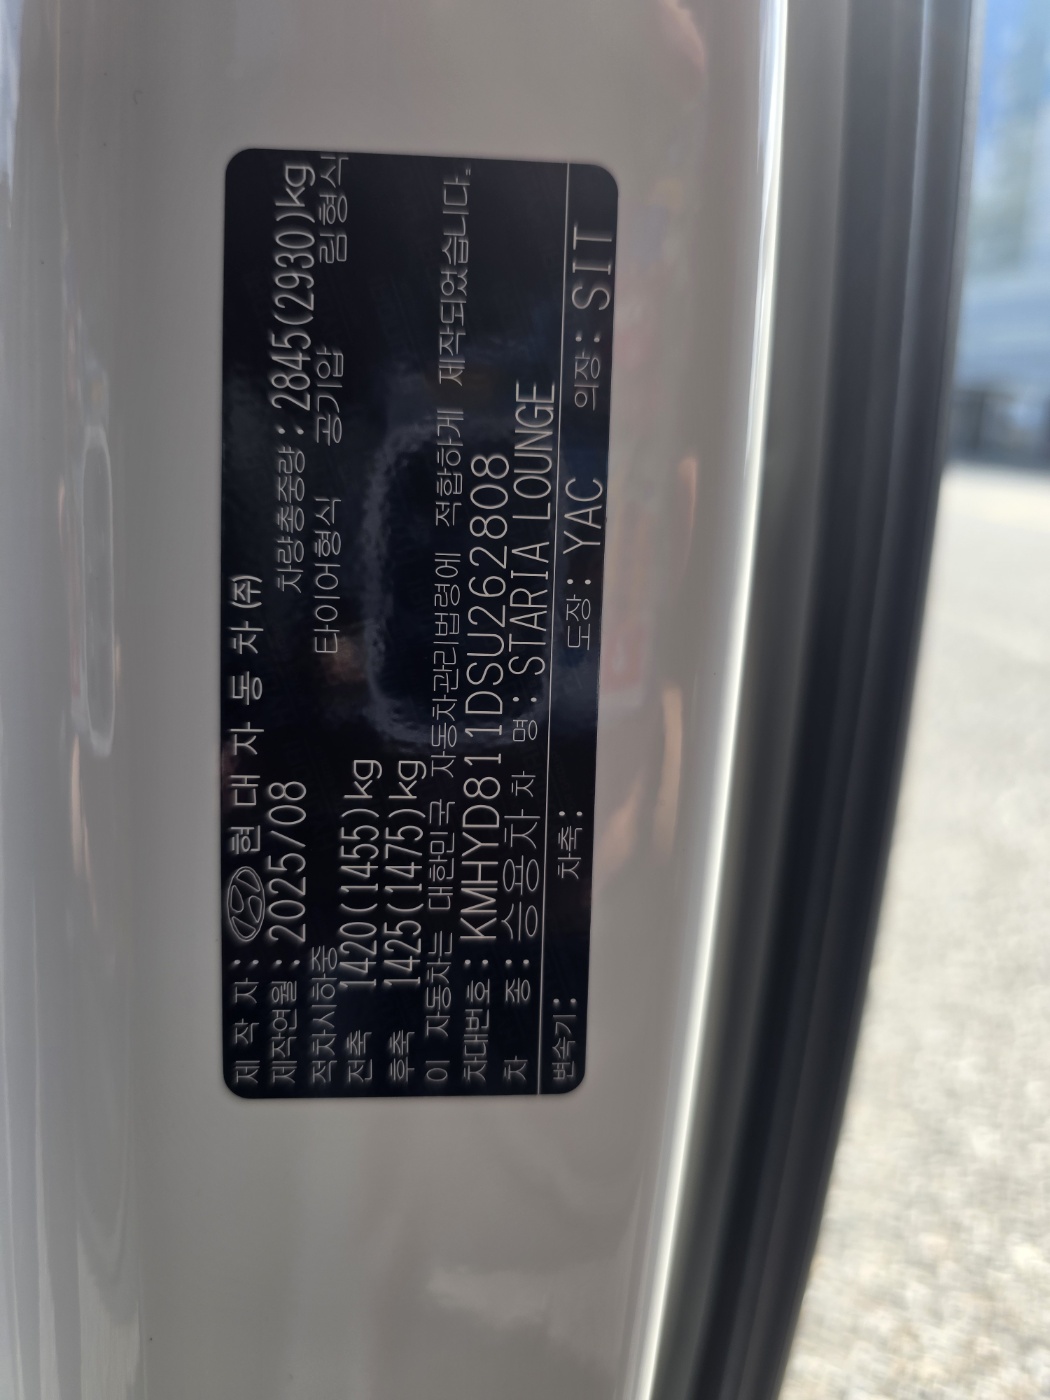 제 작 자: 현 대 자 동 차 (주)
제작연월: 2025/08 차량총중량: 2845(2930)kg
적차시하중 타이어형식 공기압 림형식
전축 1420(1455)kg
후축 1425(1475)kg
이 자동차는 대한민국 자동차관리법령에 적합하게 제작되었습니다.
차대번호: KMHYD811DSU262808
차 종: 승용차 차 명: STARIA LOUNGE
변속기: 차축: 도장: YAC 의장: SIT